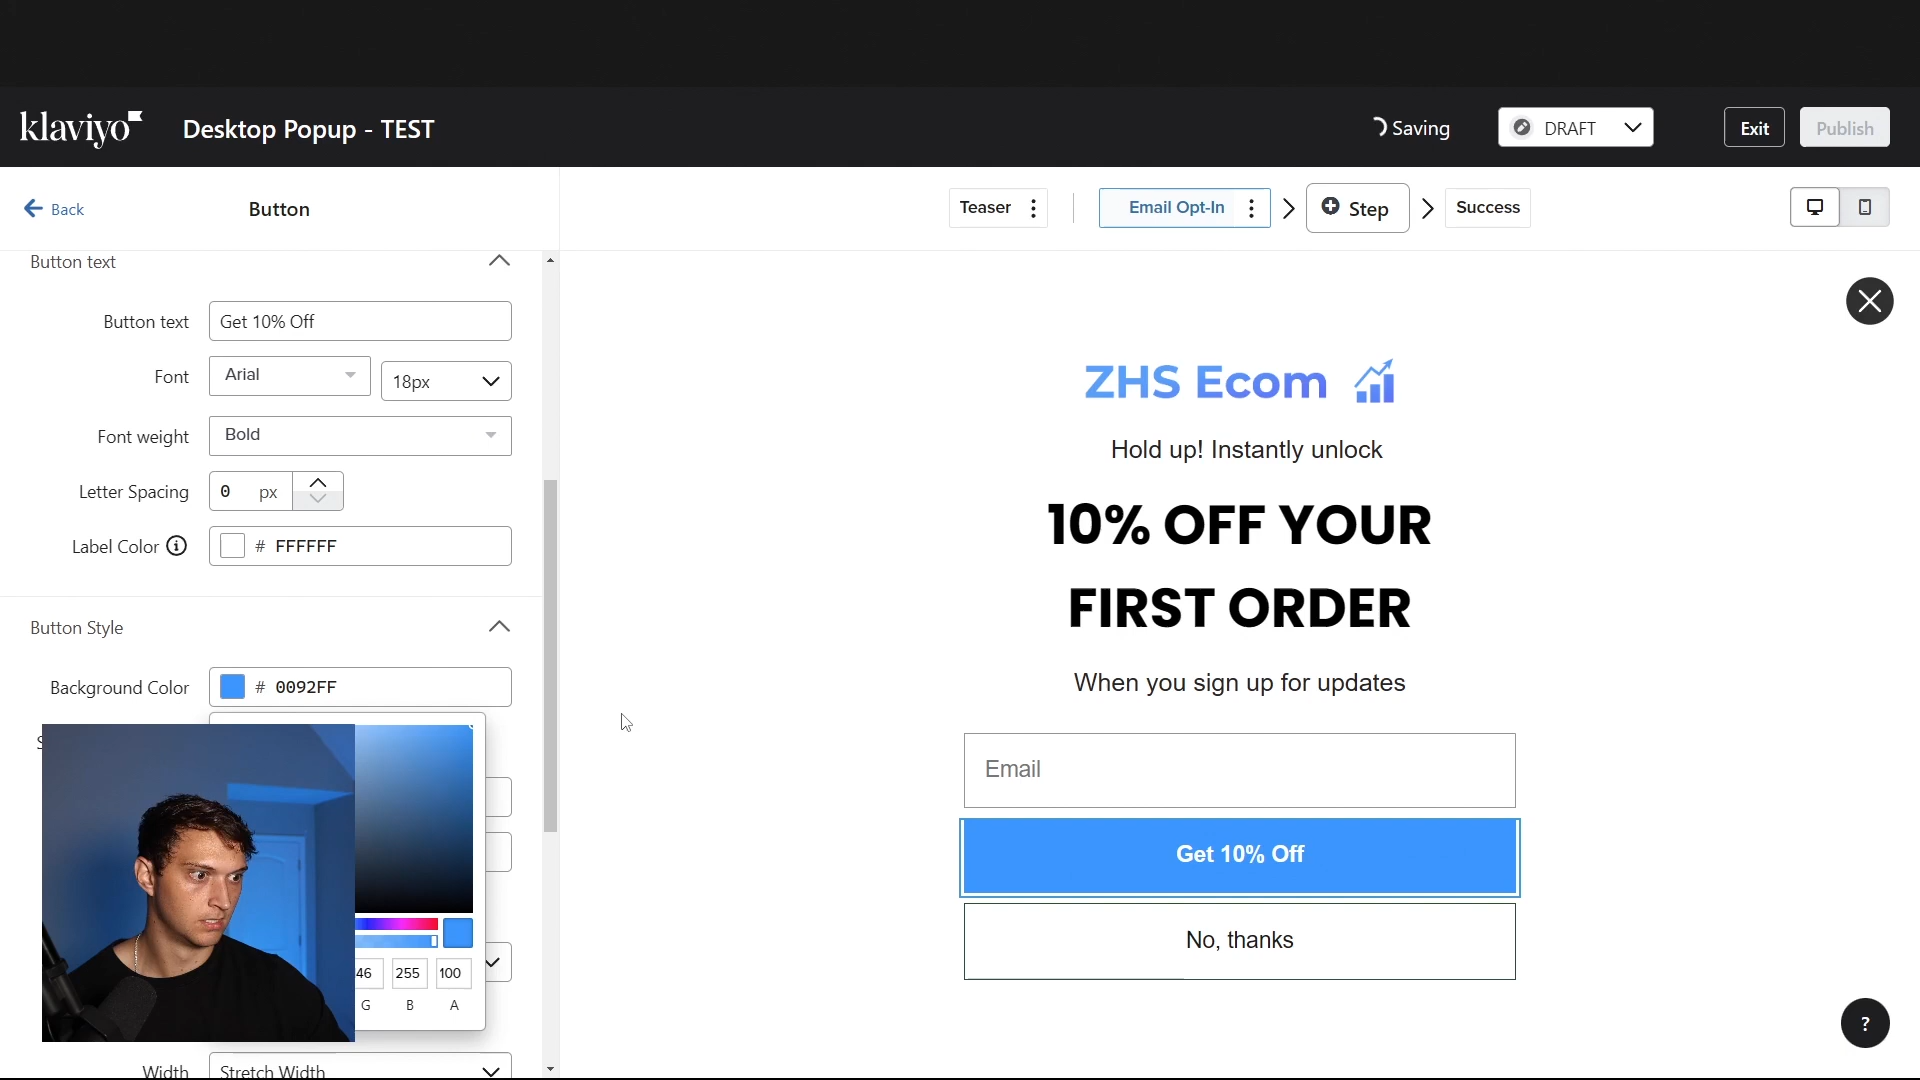 klaviyo
Desktop Popup - TEST
Saving
DRAFT
Exit
Publish
Back
Button
Teaser
Email Opt-In
Step
Success
Button text
Button text
Get 10% Off
Font
Arial
18px
Font weight
Bold
Letter Spacing
0 px
Label Color
# FFFFFF
Button Style
Background Color
# 0092FF
46
255
100
G
B
A
Width
Stretch Width
ZHS Ecom
Hold up! Instantly unlock
10% OFF YOUR
FIRST ORDER
When you sign up for updates
Email
Get 10% Off
No, thanks
?